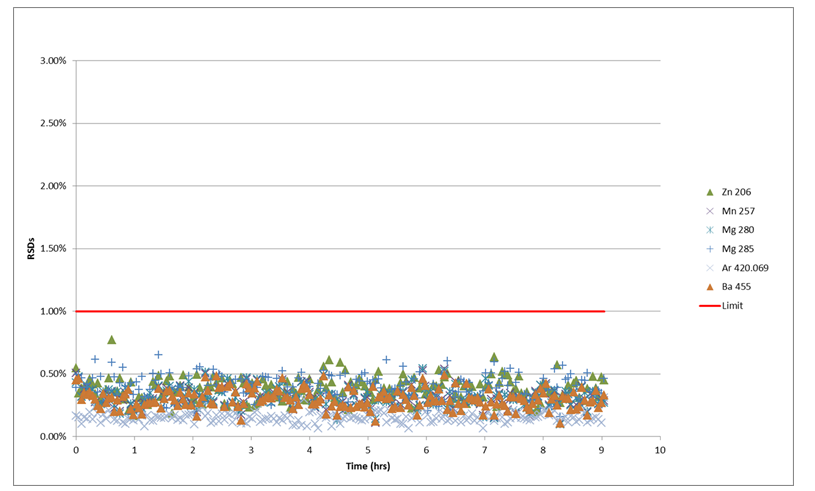 3.00%
2.50%
2.00%
1.50%
1.00%
0.50%
0.00%
RSDs
0 1 2 3 4 5 6 7 8 9 10
Time (hrs)
Zn 206
Mn 257
Mg 280
Mg 285
Ar 420.069
Ba 455
Limit